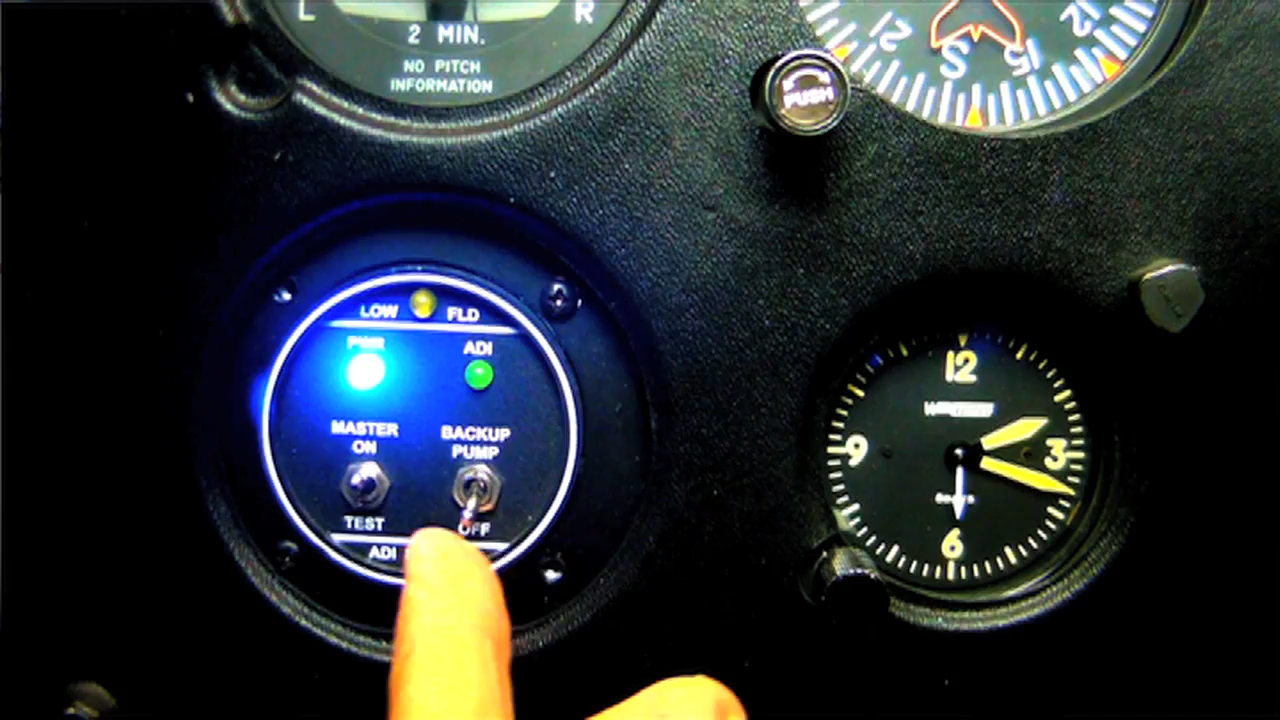 L R
2 MIN.
NO PITCH
INFORMATION
PUSH
21 S 15 12
LOW FLD
PWR ADI
MASTER
ON
BACKUP
PUMP
TEST
OFF
ADI
12
9 3
6